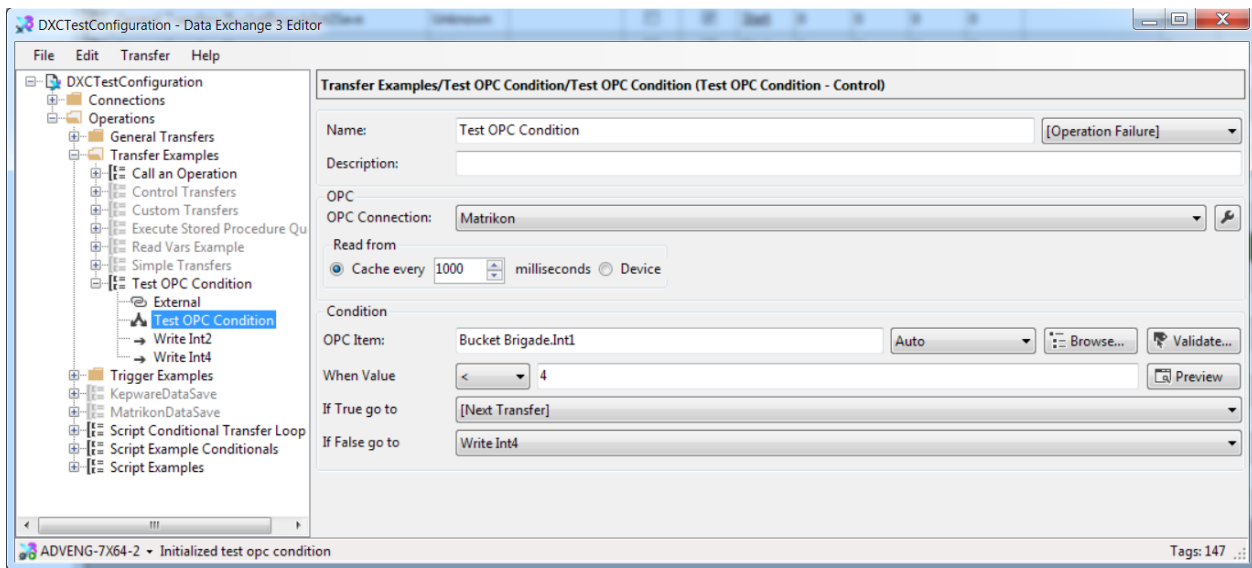 DXCTestConfiguration - Data Exchange 3 Editor
File Edit Transfer Help
DXCTestConfiguration
Connections
Operations
General Transfers
Transfer Examples
Call an Operation
Control Transfers
Custom Transfers
Execute Stored Procedure Qu
Read Vars Example
Simple Transfers
Test OPC Condition
External
Test OPC Condition
Write Int2
Write Int4
Trigger Examples
KepwareDataSave
MatrikonDataSave
Script Conditional Transfer Loop
Script Example Conditionals
Script Examples
Transfer Examples/Test OPC Condition/Test OPC Condition (Test OPC Condition - Control)
Name: Test OPC Condition [Operation Failure]
Description:
OPC
OPC Connection: Matrikon
Read from
Cache every 1000 milliseconds Device
Condition
OPC Item: Bucket Brigade.Int1 Auto Browse... Validate...
When Value < 4 Preview
If True go to [Next Transfer]
If False go to Write Int4
ADVENG-7X64-2 Initialized test opc condition Tags: 147